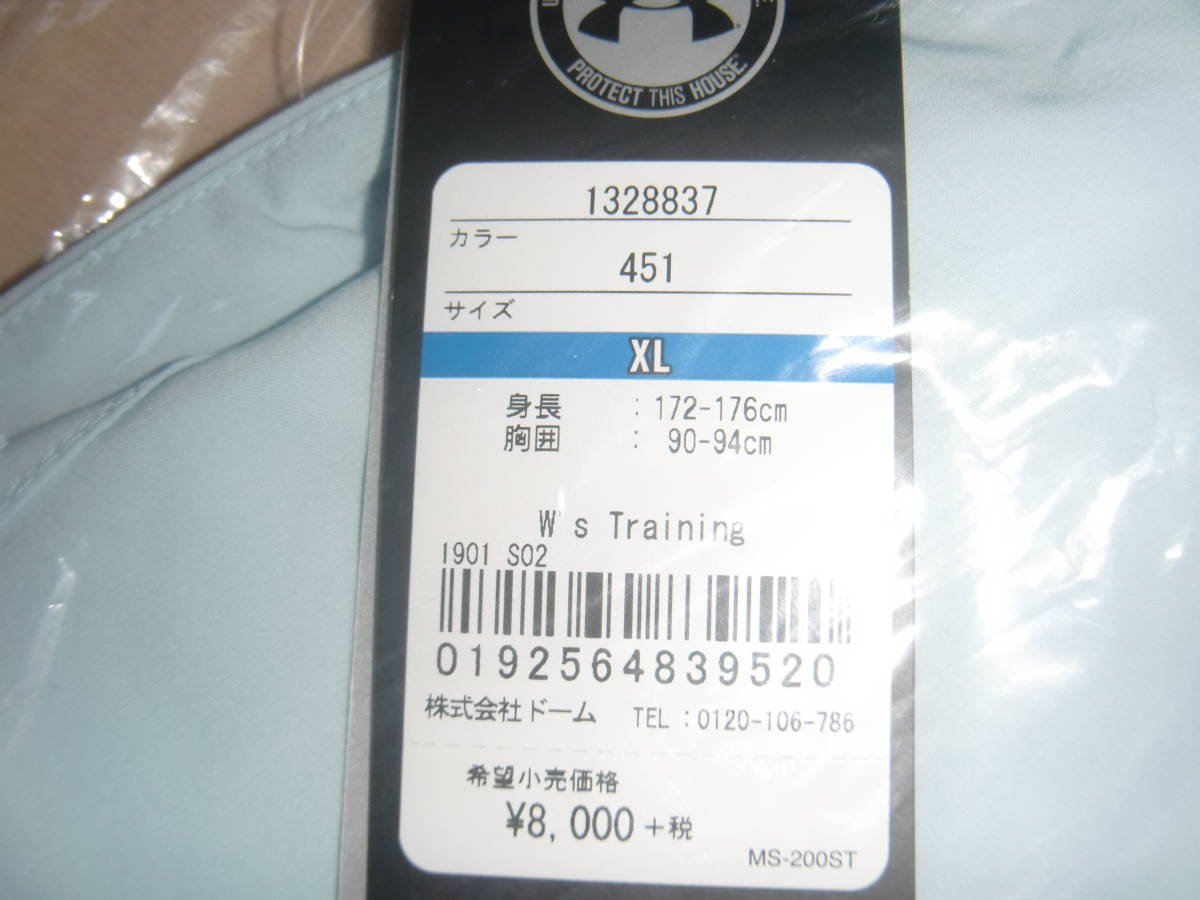 PROTECT THIS HOUSE
1328837
カラー
451
サイズ
XL
身長 : 172-176cm
胸囲 : 90-94cm
W's Training
1901 S02
0192564839520
株式会社ドーム TEL:0120-106-786
希望小売価格
¥8,000+税
MS-200ST